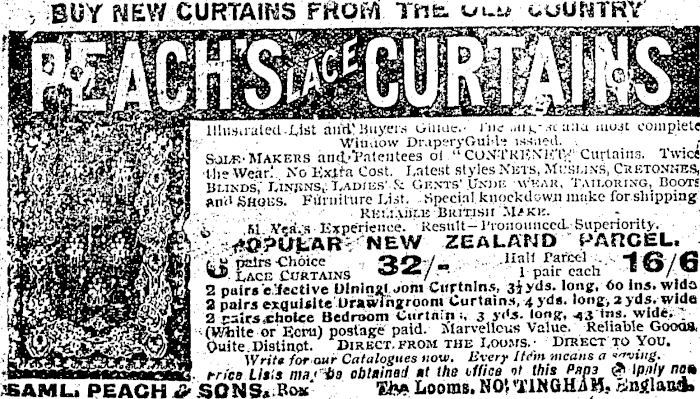 BUY NEW CURTAINS FROM THE OLD COUNTRY
PEACH'S LACE CURTAINS
Illustrated List and Buyers Guide. The and most complete
Window Drapery Guide issued.
SOLE MAKERS and Patentees of "CONTRENET" Curtains. Twice
the Wear. No Extra Cost. Latest styles NETS, MUSLINS, CRETONNES,
BLINDS, LINENS, LADIES' & GENTS' UNDERWEAR, TAILORING, BOOTS
and SHOES. Furniture List. Special knockdown make for shipping
RELIABLE BRITISH MAKE.
51 Years Experience. Result—Pronounced Superiority.
POPULAR NEW ZEALAND PARCEL.
6 pairs Choice LACE CURTAINS 32/- Half Parcel 1 pair each 16/6
2 pairs effective Diningroom Curtains, 3½ yds. long, 60 ins. wide
2 pairs exquisite Drawingroom Curtains, 4 yds. long, 2 yds. wide
2 pairs choice Bedroom Curtains, 3 yds. long, 43 ins. wide.
(White or Ecru) postage paid. Marvellous Value. Reliable Goods.
Quite Distinct. DIRECT FROM THE LOOMS. DIRECT TO YOU.
Write for our Catalogues now. Every Item means a saving.
Price Lists may be obtained at the office of this Paper Apply now
SAML. PEACH & SONS, Box The Looms, NOTTINGHAM, England.